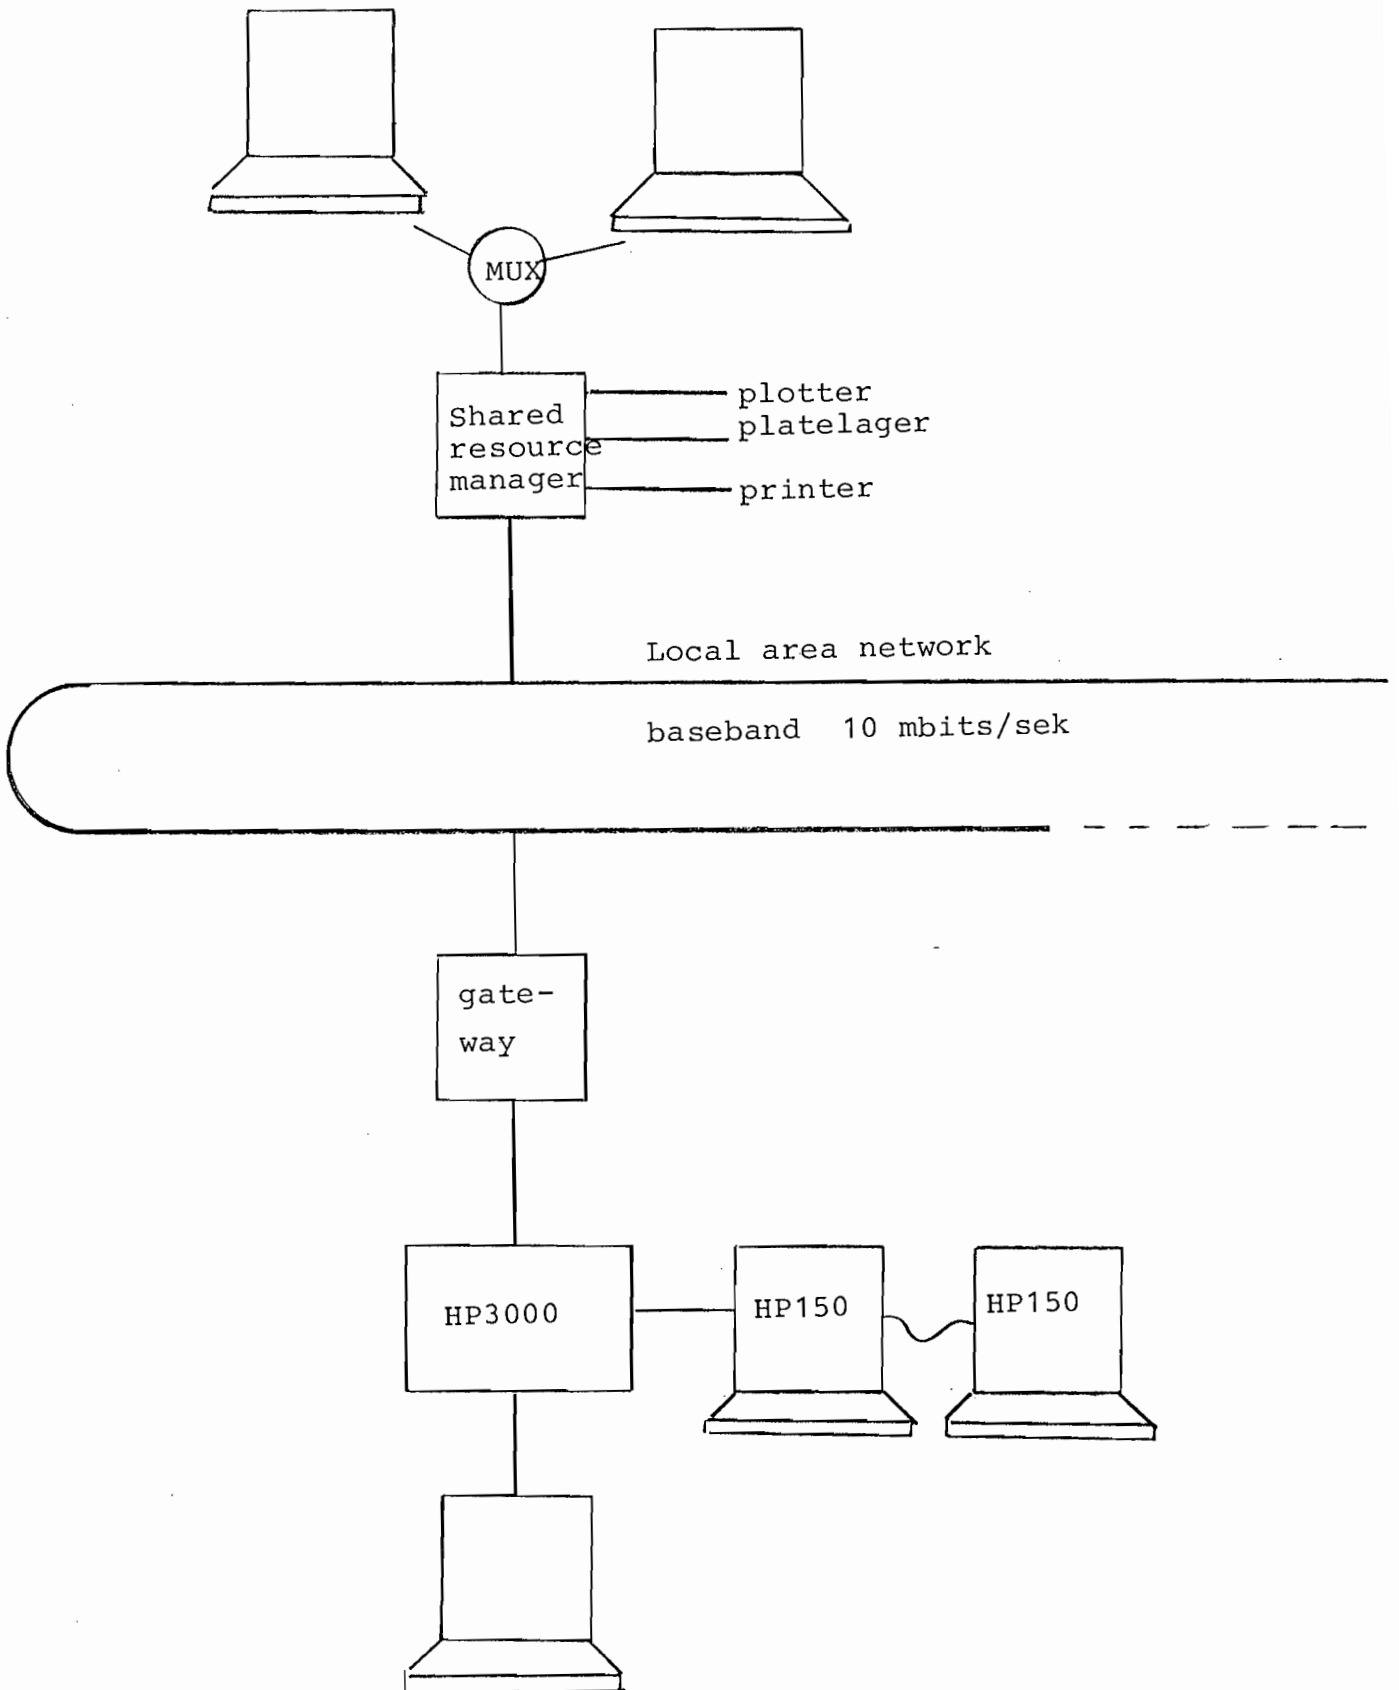 MUX
Shared
resource
manager
plotter
platelager
printer
Local area network
baseband 10 mbits/sek
gate-
way
HP3000
HP150
HP150